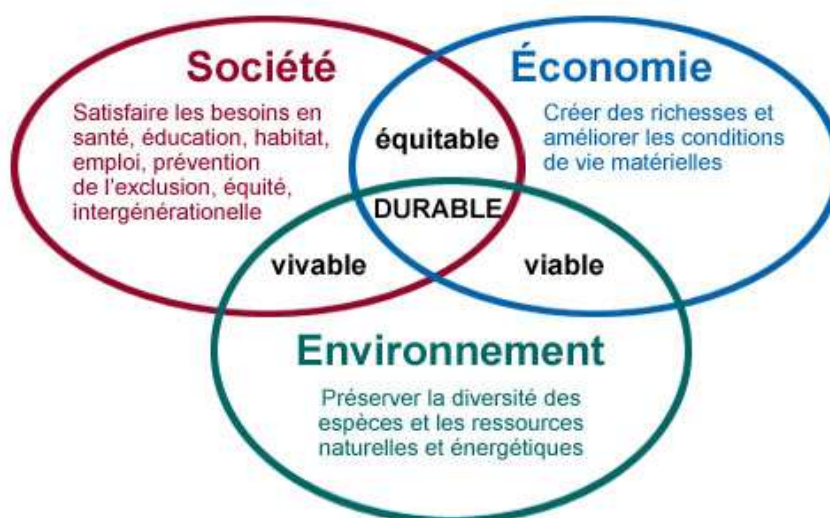 Société
Satisfaire les besoins en
santé, éducation, habitat,
emploi, prévention
de l'exclusion, équité,
intergénérationelle
Économie
Créer des richesses et
améliorer les conditions
de vie matérielles
équitable
DURABLE
vivable
viable
Environnement
Préserver la diversité des
espèces et les ressources
naturelles et énergétiques